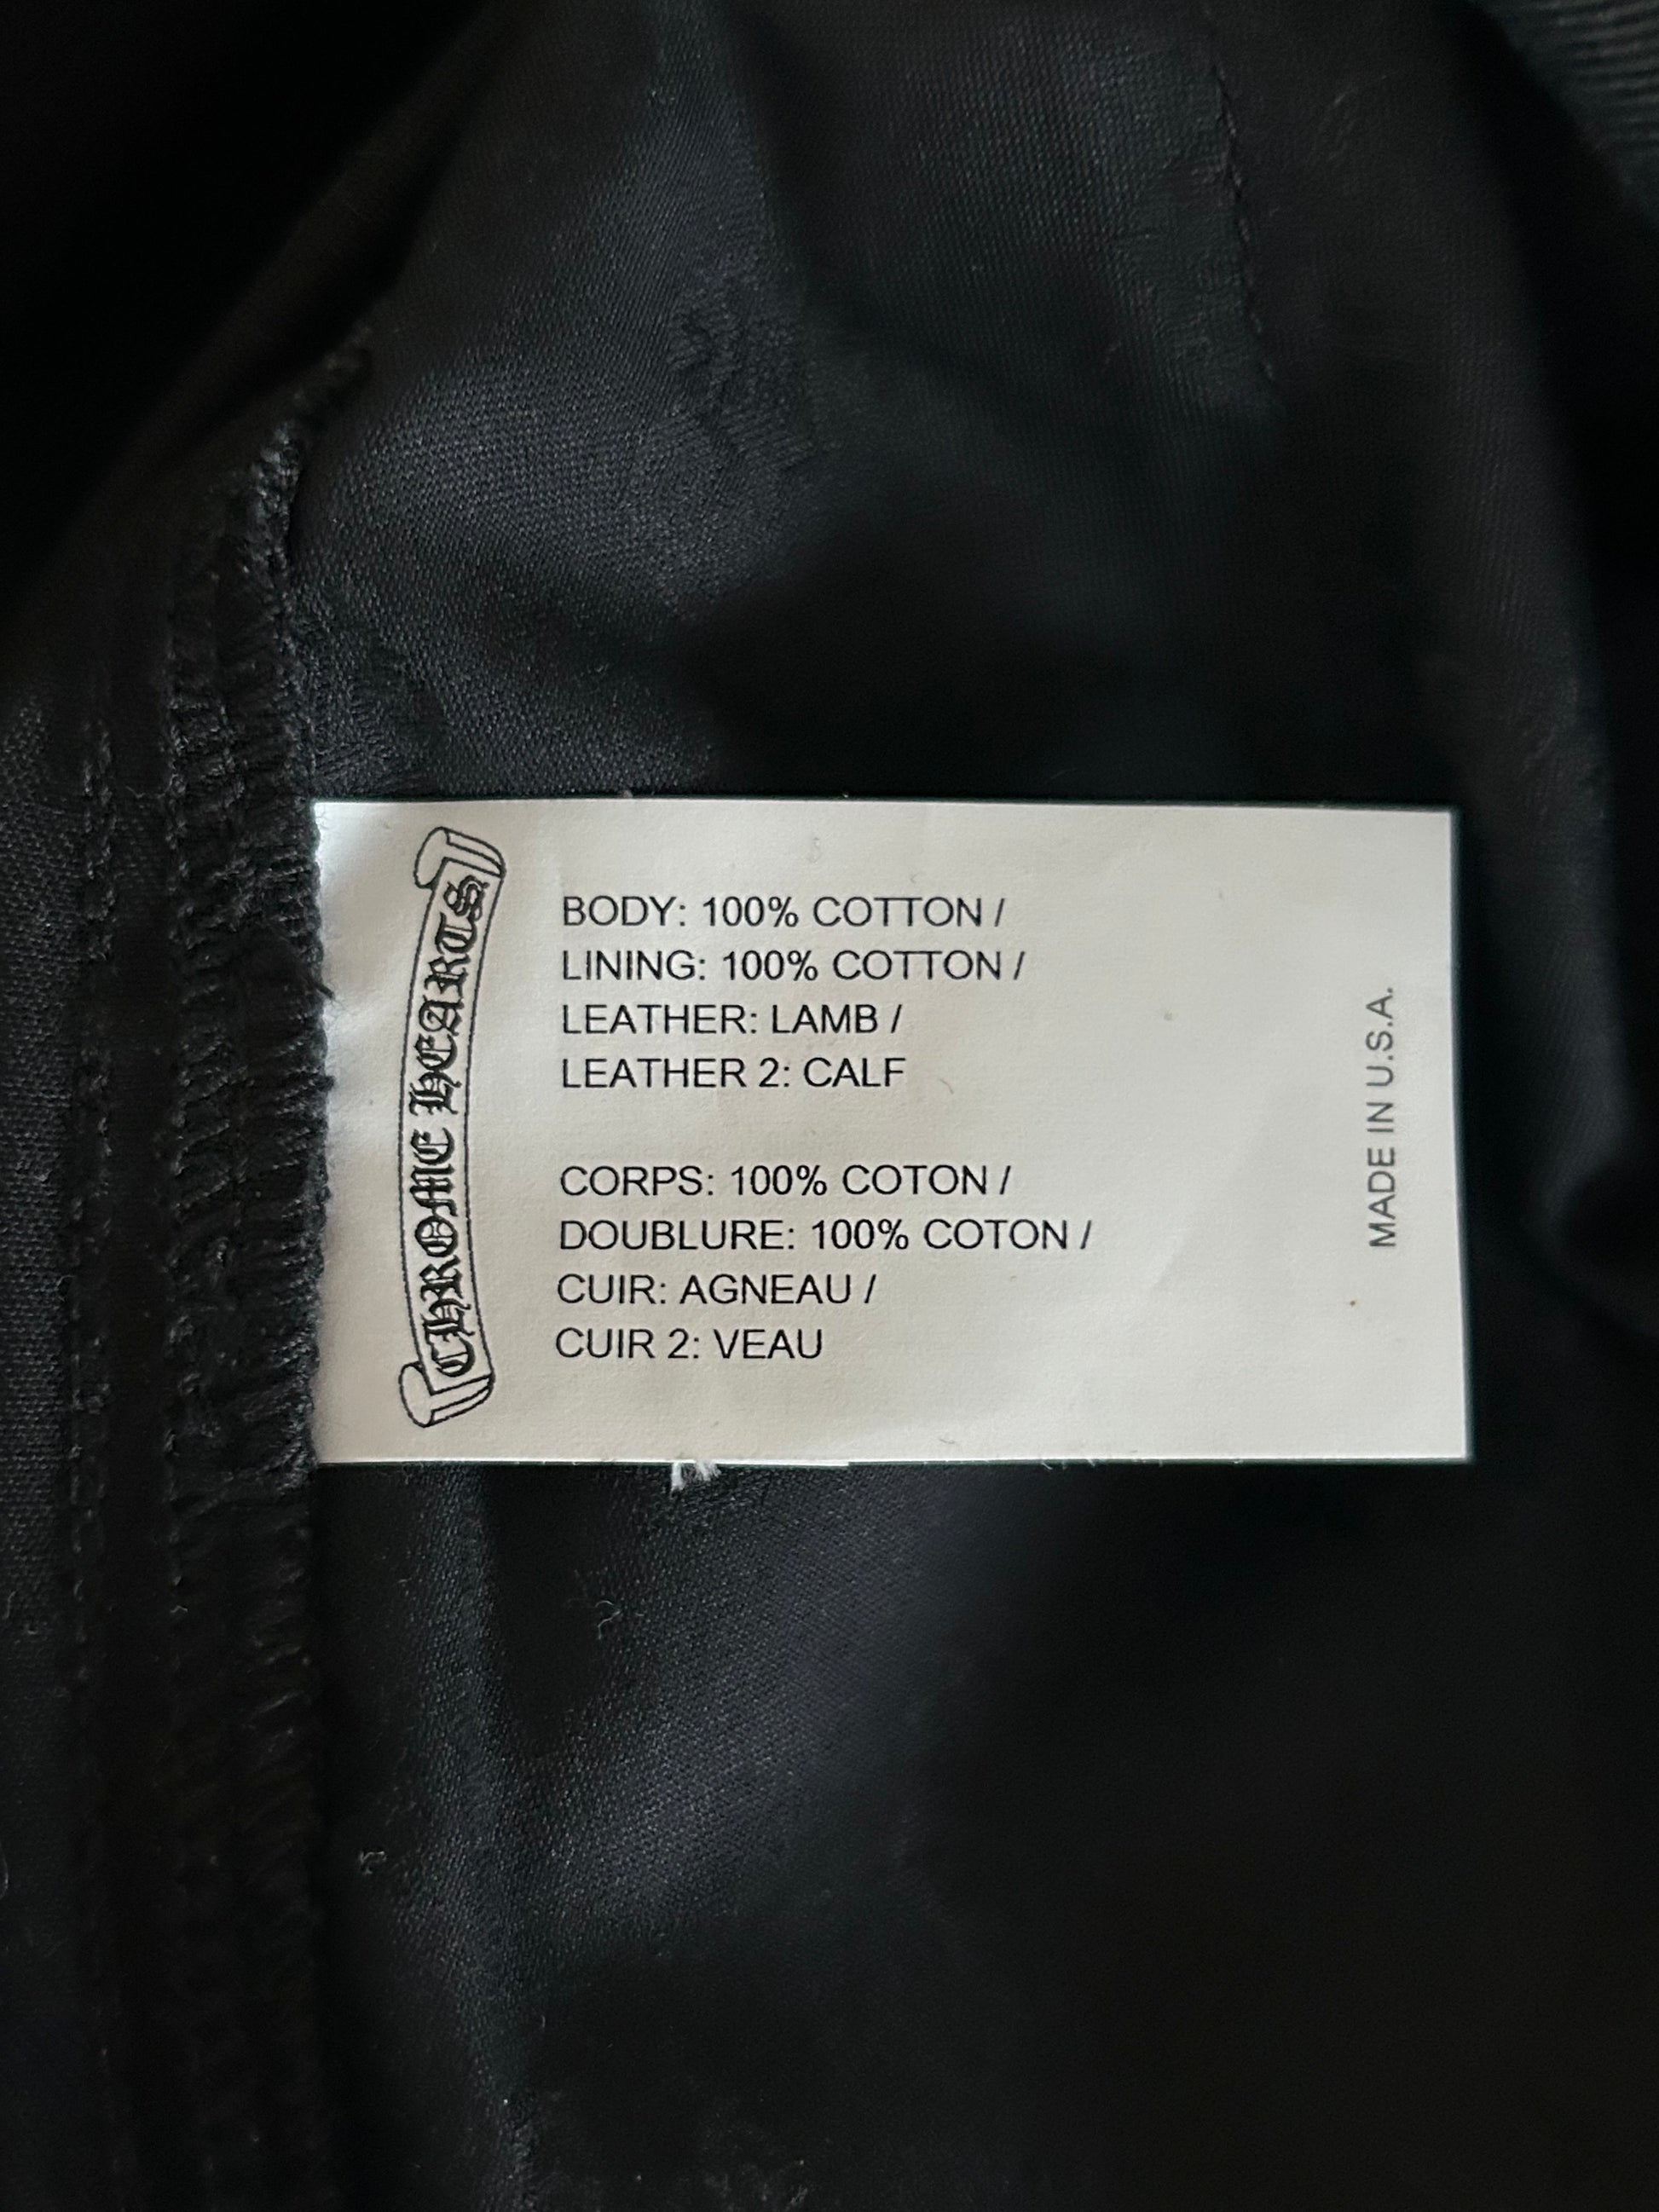 CHROME HEARTS
BODY: 100% COTTON /
LINING: 100% COTTON /
LEATHER: LAMB /
LEATHER 2: CALF
CORPS: 100% COTON /
DOUBLURE: 100% COTON /
CUIR: AGNEAU /
CUIR 2: VEAU
MADE IN U.S.A.